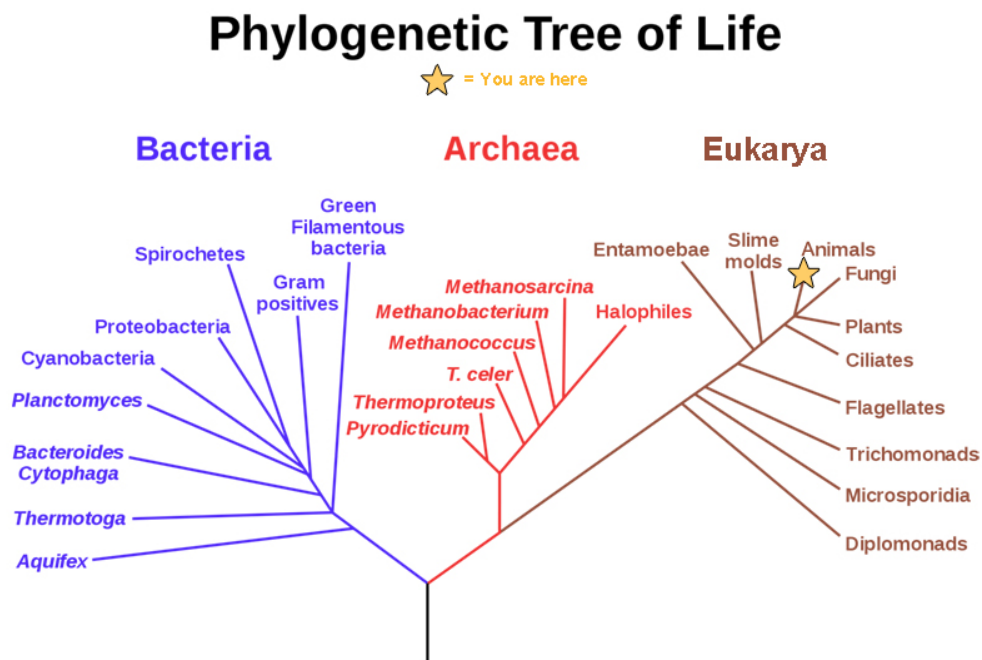 Phylogenetic Tree of Life
= You are here
Bacteria
Archaea
Eukarya
Green
Filamentous
bacteria
Spirochetes
Gram
positives
Proteobacteria
Cyanobacteria
Planctomyces
Bacteroides
Cytophaga
Thermotoga
Aquifex
Methanosarcina
Methanobacterium
Halophiles
Methanococcus
T. celer
Thermoproteus
Pyrodicticum
Entamoebae
Slime
molds
Animals
Fungi
Plants
Ciliates
Flagellates
Trichomonads
Microsporidia
Diplomonads